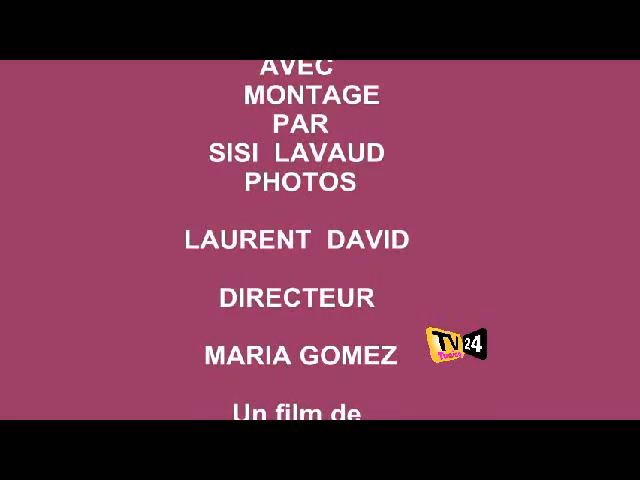 AVEC
MONTAGE
PAR
SISI LAVAUD
PHOTOS
LAURENT DAVID
DIRECTEUR
MARIA GOMEZ
TV 24
Un film de